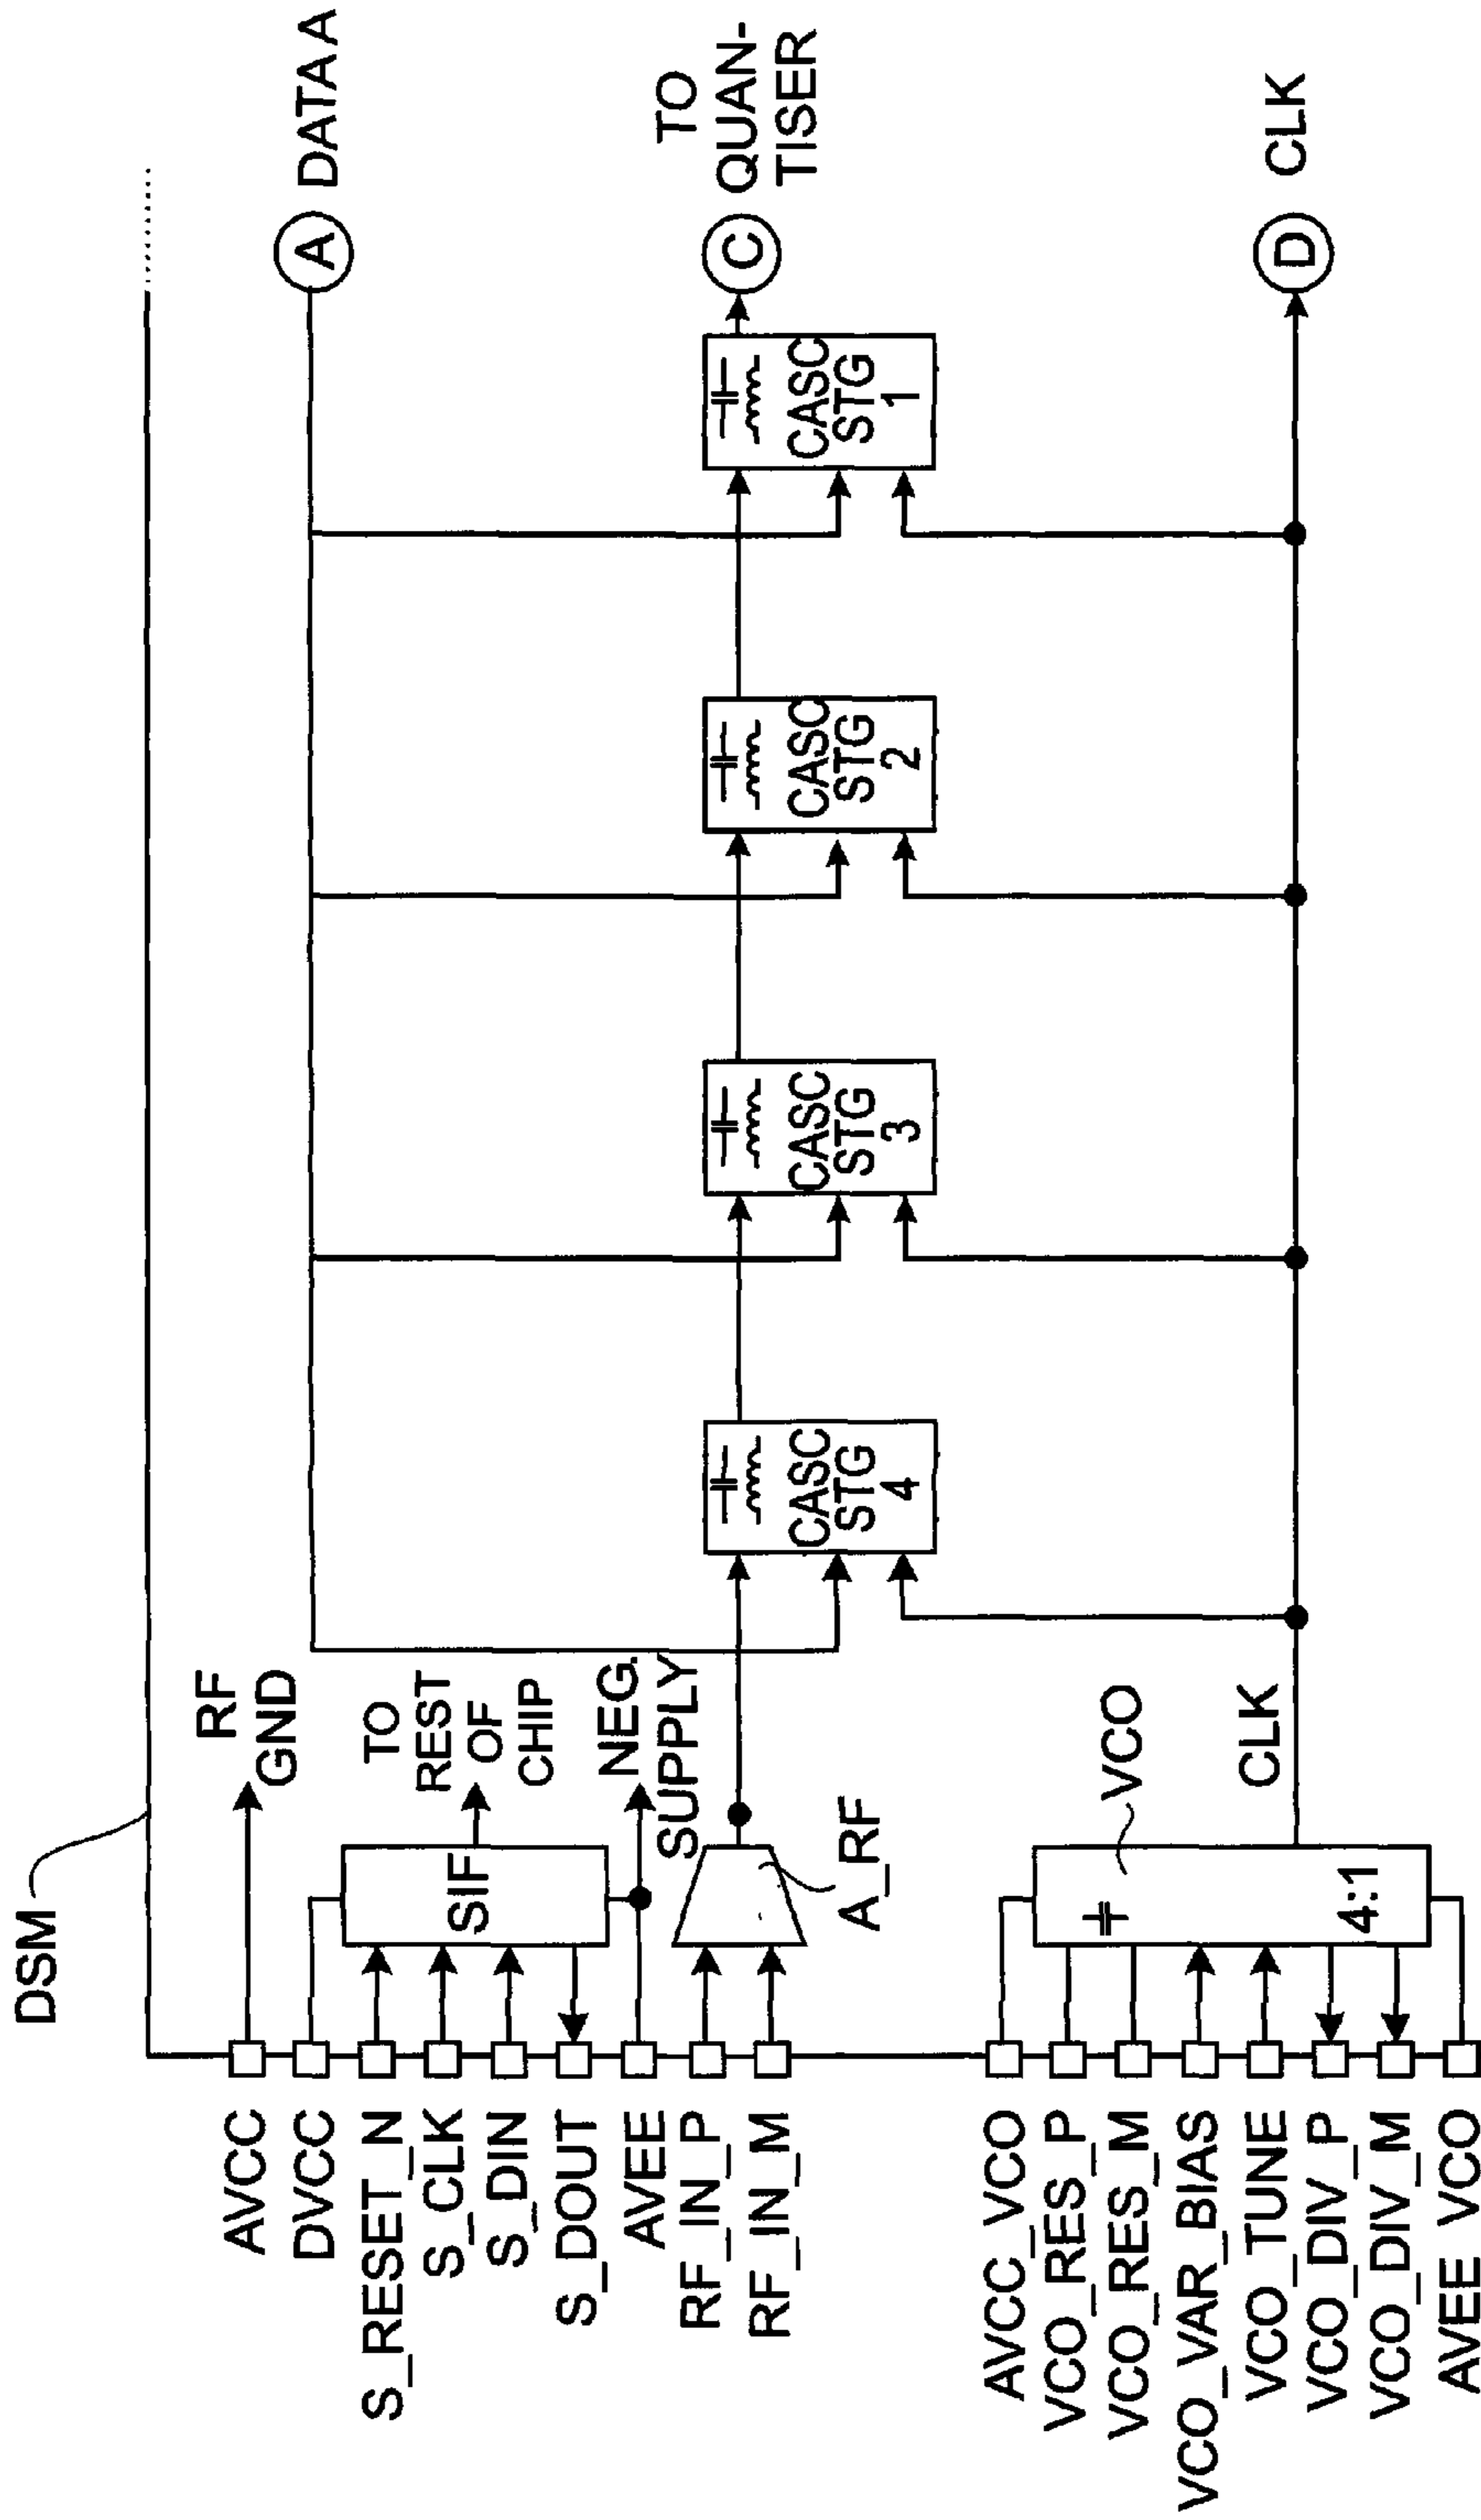 DSM
AVCC
DVCC
S_RESET_N
S_CLK
S_DIN
S_DOUT
AVEE
RF_IN_P
RF_IN_M
AVCC_VCO
VCO_RES_P
VCO_RES_M
VCO_VAR_BIAS
VCO_TUNE
VCO_DIV_P
VCO_DIV_M
AVEE_VCO
RF
GND
SIF
TO
REST
OF
CHIP
NEG.
SUPPLY
A_RF
VCO
4:1
CLK
CASC
STG
4
CASC
STG
3
CASC
STG
2
CASC
STG
1
A
DATAA
C
TO
QUAN-
TISER
D
CLK